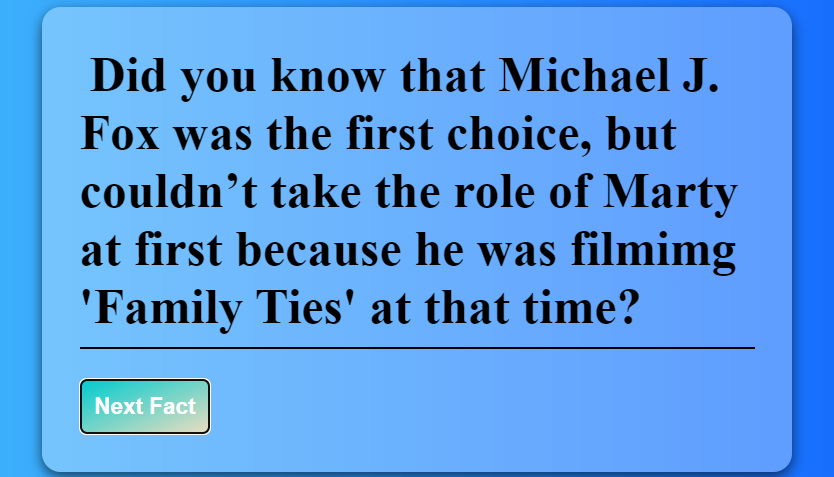 Did you know that Michael J.
Fox was the first choice, but
couldn’t take the role of Marty
at first because he was filmimg
'Family Ties' at that time?
Next Fact